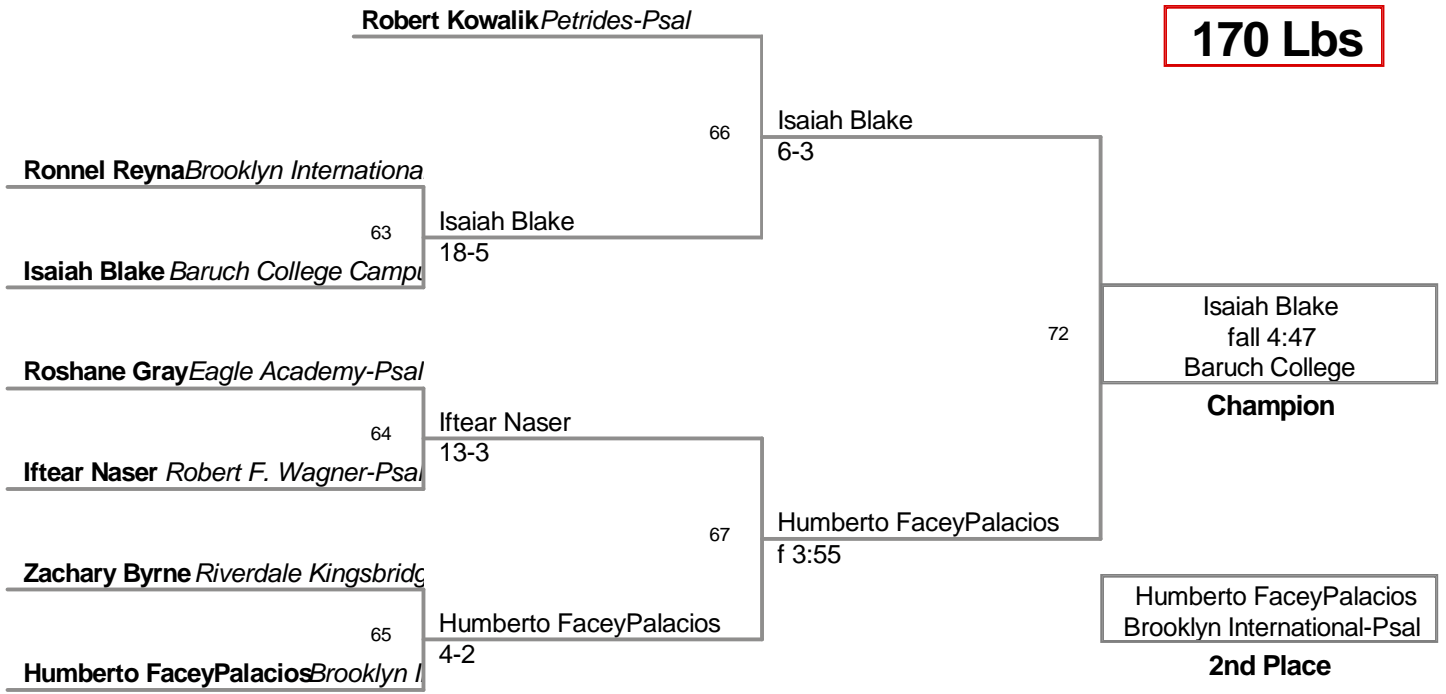 Robert Kowalik Petrides-Psal
170 Lbs
66
Isaiah Blake
6-3
Ronnel Reyna Brooklyn Internationa
63
Isaiah Blake
18-5
Isaiah Blake Baruch College Campu
72
Isaiah Blake
fall 4:47
Baruch College
Champion
Roshane Gray Eagle Academy-Psal
64
Iftear Naser
13-3
Iftear Naser Robert F. Wagner-Psal
67
Humberto FaceyPalacios
f 3:55
Zachary Byrne Riverdale Kingsbridg
65
Humberto FaceyPalacios
4-2
Humberto FaceyPalacios Brooklyn I
Humberto FaceyPalacios
Brooklyn International-Psal
2nd Place